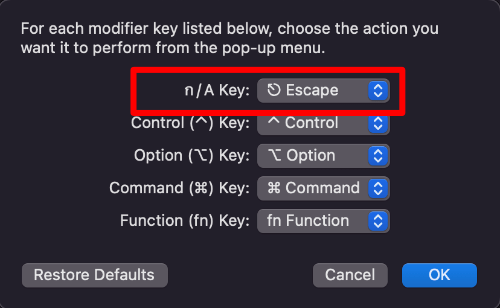 For each modifier key listed below, choose the action you
want it to perform from the pop-up menu.
ก/A Key: ⎋ Escape
Control (^) Key: ^ Control
Option (⌥) Key: ⌥ Option
Command (⌘) Key: ⌘ Command
Function (fn) Key: fn Function
Restore Defaults Cancel OK